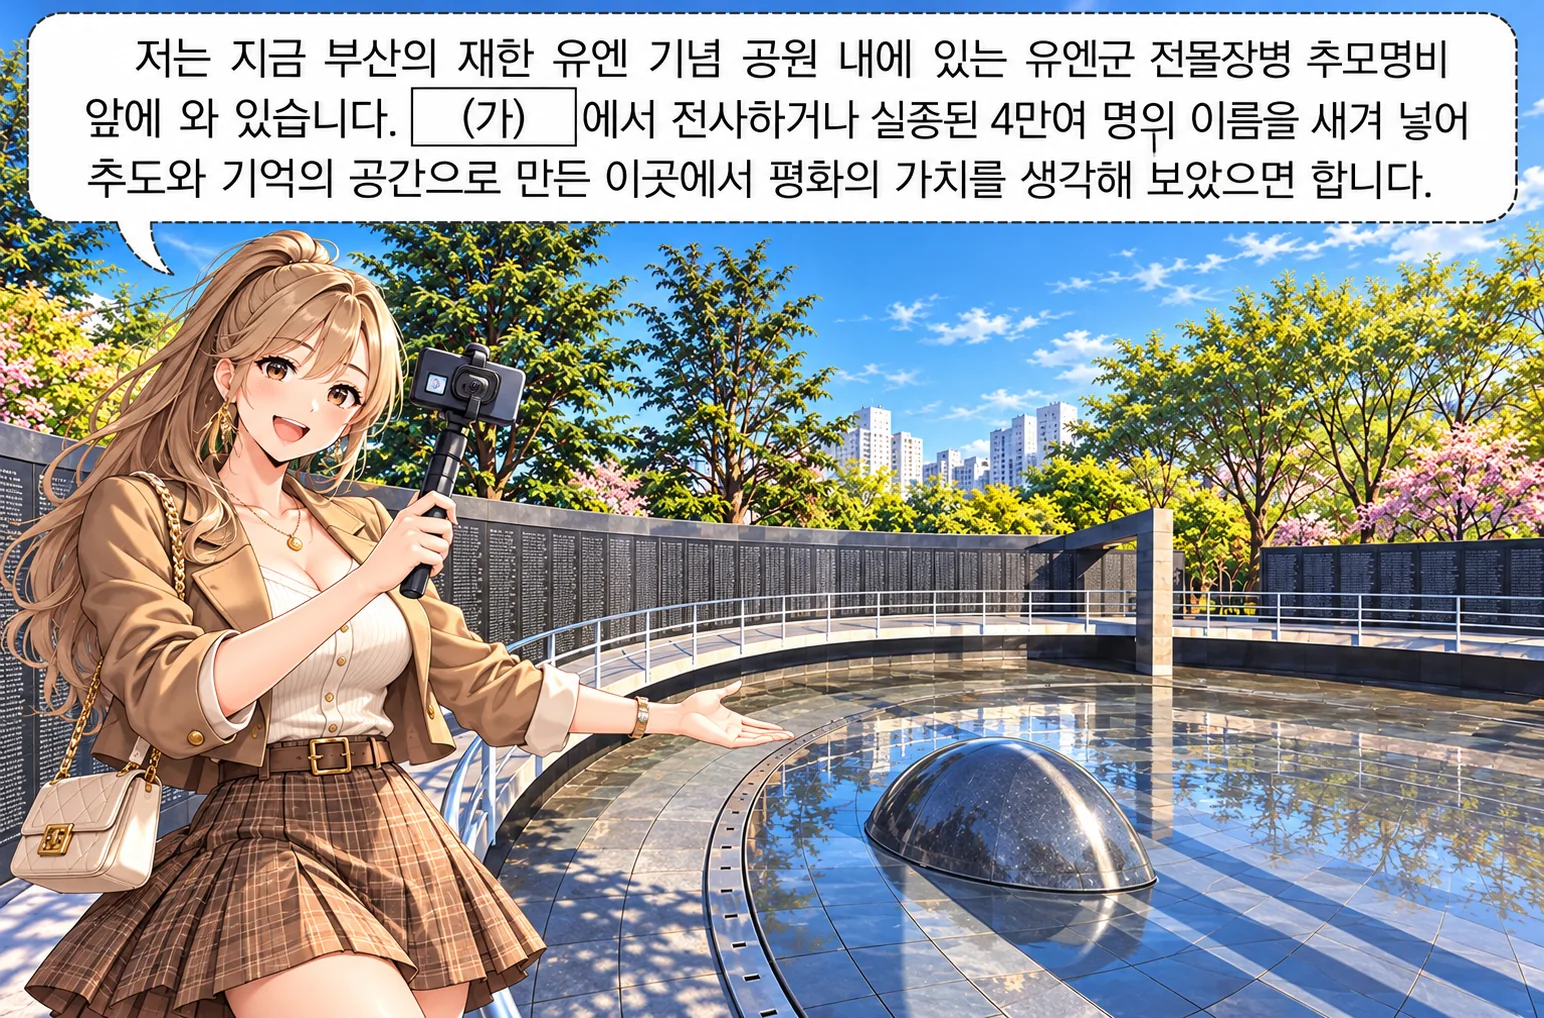 저는 지금 부산의 재한 유엔 기념 공원 내에 있는 유엔군 전몰장병 추모명비
앞에 와 있습니다. (가) 에서 전사하거나 실종된 4만여 명의 이름을 새겨 넣어
추도와 기억의 공간으로 만든 이곳에서 평화의 가치를 생각해 보았으면 합니다.